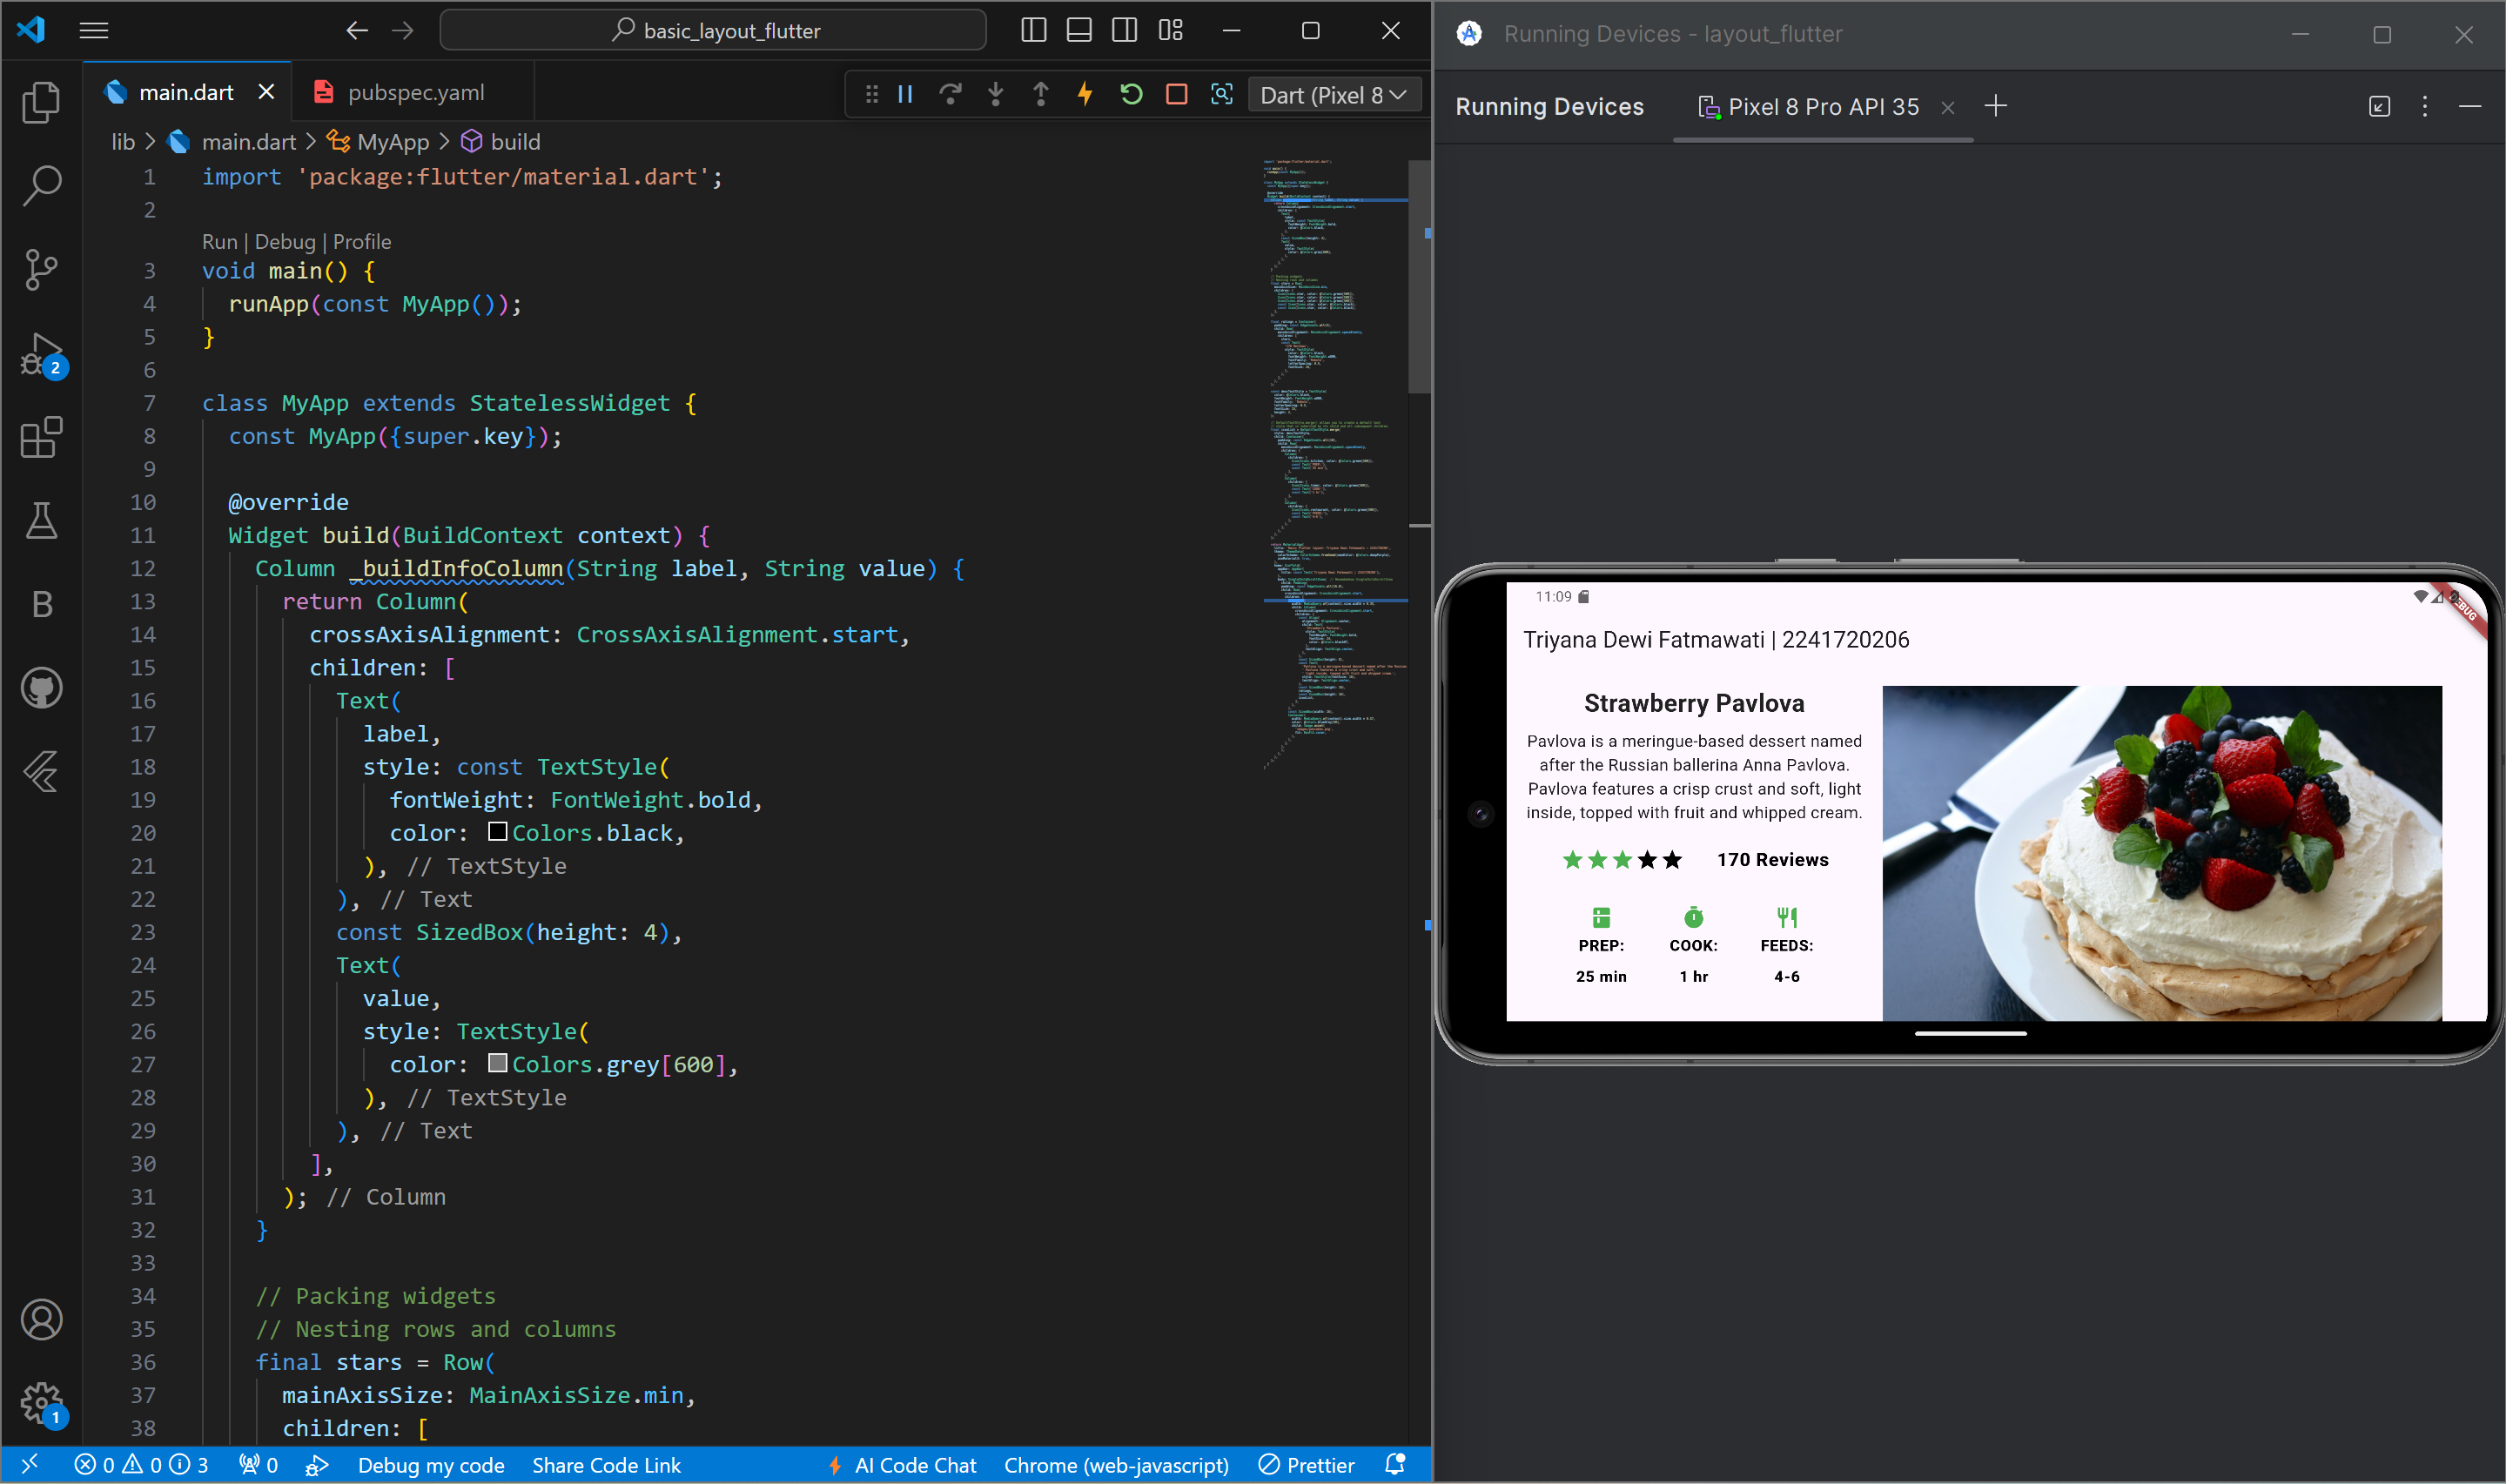 basic_layout_flutter
main.dart
pubspec.yaml
Dart (Pixel 8
lib > main.dart > MyApp > build
1 import 'package:flutter/material.dart';
2
Run | Debug | Profile
3 void main() {
4 runApp(const MyApp());
5 }
6
7 class MyApp extends StatelessWidget {
8 const MyApp({super.key});
9
10 @override
11 Widget build(BuildContext context) {
12 Column _buildInfoColumn(String label, String value) {
13 return Column(
14 crossAxisAlignment: CrossAxisAlignment.start,
15 children: [
16 Text(
17 label,
18 style: const TextStyle(
19 fontWeight: FontWeight.bold,
20 color: Colors.black,
21 ), // TextStyle
22 ), // Text
23 const SizedBox(height: 4),
24 Text(
25 value,
26 style: TextStyle(
27 color: Colors.grey[600],
28 ), // TextStyle
29 ), // Text
30 ],
31 ); // Column
32 }
33
34 // Packing widgets
35 // Nesting rows and columns
36 final stars = Row(
37 mainAxisSize: MainAxisSize.min,
38 children: [
2
B
1
0 0 3 0 Debug my code Share Code Link AI Code Chat Chrome (web-javascript) Prettier
Running Devices - layout_flutter
Running Devices Pixel 8 Pro API 35
11:09
DEBUG
Triyana Dewi Fatmawati | 2241720206
Strawberry Pavlova
Pavlova is a meringue-based dessert named
after the Russian ballerina Anna Pavlova.
Pavlova features a crisp crust and soft, light
inside, topped with fruit and whipped cream.
170 Reviews
PREP: COOK: FEEDS:
25 min 1 hr 4-6